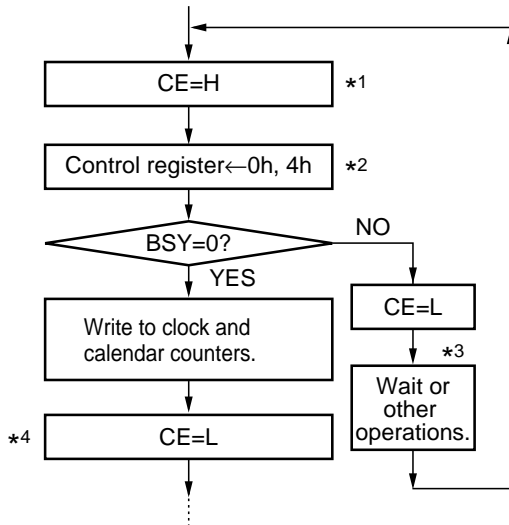 CE=H
*1
Control register←0h, 4h
*2
BSY=0?
NO
YES
Write to clock and
calendar counters.
CE=L
*3
Wait or
other
operations.
*4
CE=L